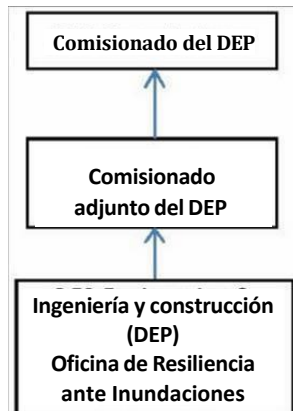 Comisionado del DEP
Comisionado
adjunto del DEP
Ingeniería y construcción
(DEP)
Oficina de Resiliencia
ante Inundaciones